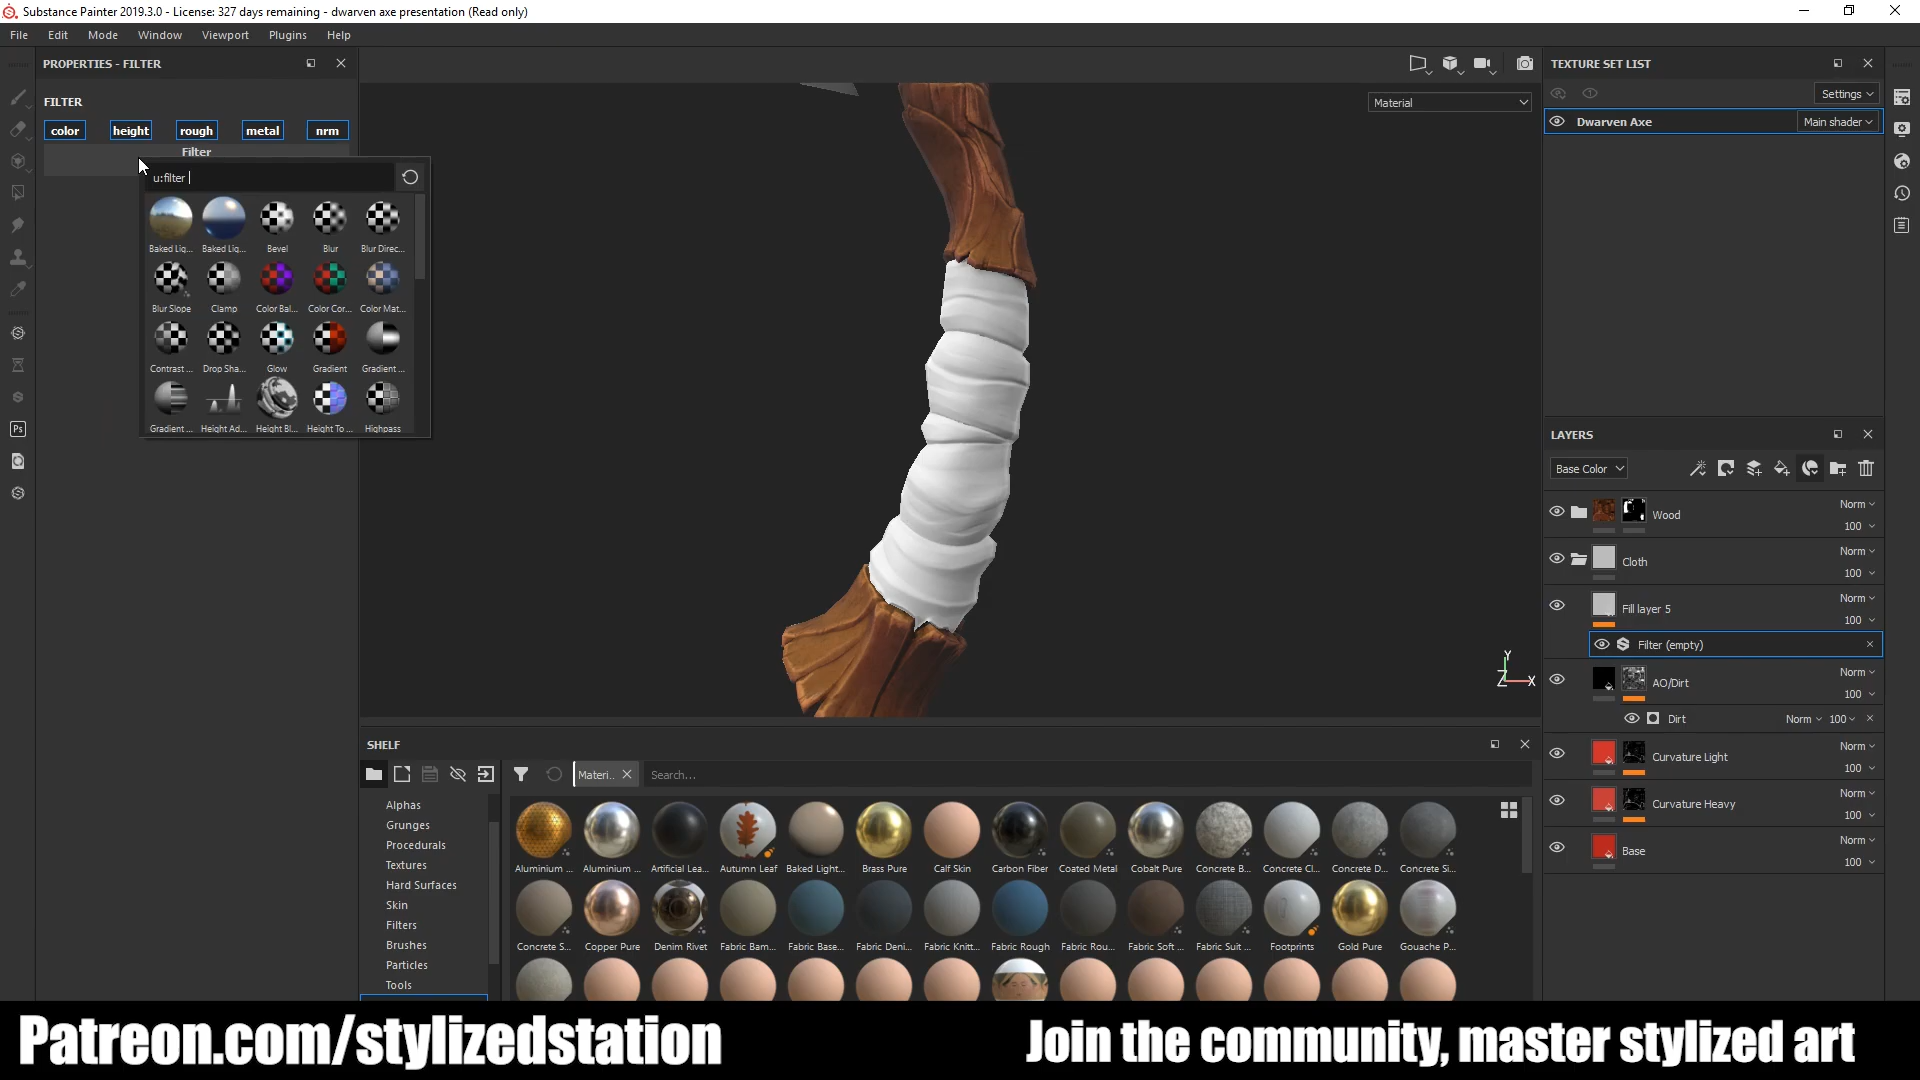 Substance Painter 2019.3.0 - License: 327 days remaining - dwarven axe presentation (Read only)
File Edit Mode Window Viewport Plugins Help
PROPERTIES - FILTER
FILTER
color height rough metal nrm
Filter
u:filter
Baked Lig... Baked Lig... Bevel Blur Blur Direc...
Blur Slope Clamp Color Bal... Color Cor... Color Mat...
Contrast ... Drop Sha... Glow Gradient Gradient ...
Gradient ... Height Ad... Height Bl... Height To ... Highpass
Ps
Material
Y
Z X
TEXTURE SET LIST
Settings
Dwarven Axe Main shader
LAYERS
Base Color
Wood Norm 100
Cloth Norm 100
Fill layer 5 Norm 100
Filter (empty)
AO/Dirt Norm 100
Dirt Norm 100
Curvature Light Norm 100
Curvature Heavy Norm 100
Base Norm 100
SHELF
Materi.. Search...
Alphas
Grunges
Procedurals
Textures
Hard Surfaces
Skin
Filters
Brushes
Particles
Tools
Aluminium ... Aluminium ... Artificial Lea... Autumn Leaf Baked Light... Brass Pure Calf Skin Carbon Fiber Coated Metal Cobalt Pure Concrete B... Concrete Cl... Concrete D... Concrete Si...
Concrete S... Copper Pure Denim Rivet Fabric Bam... Fabric Base... Fabric Deni... Fabric Knitt... Fabric Rough Fabric Rou... Fabric Soft ... Fabric Suit ... Footprints Gold Pure Gouache P...
Patreon.com/stylizedstation
Join the community, master stylized art